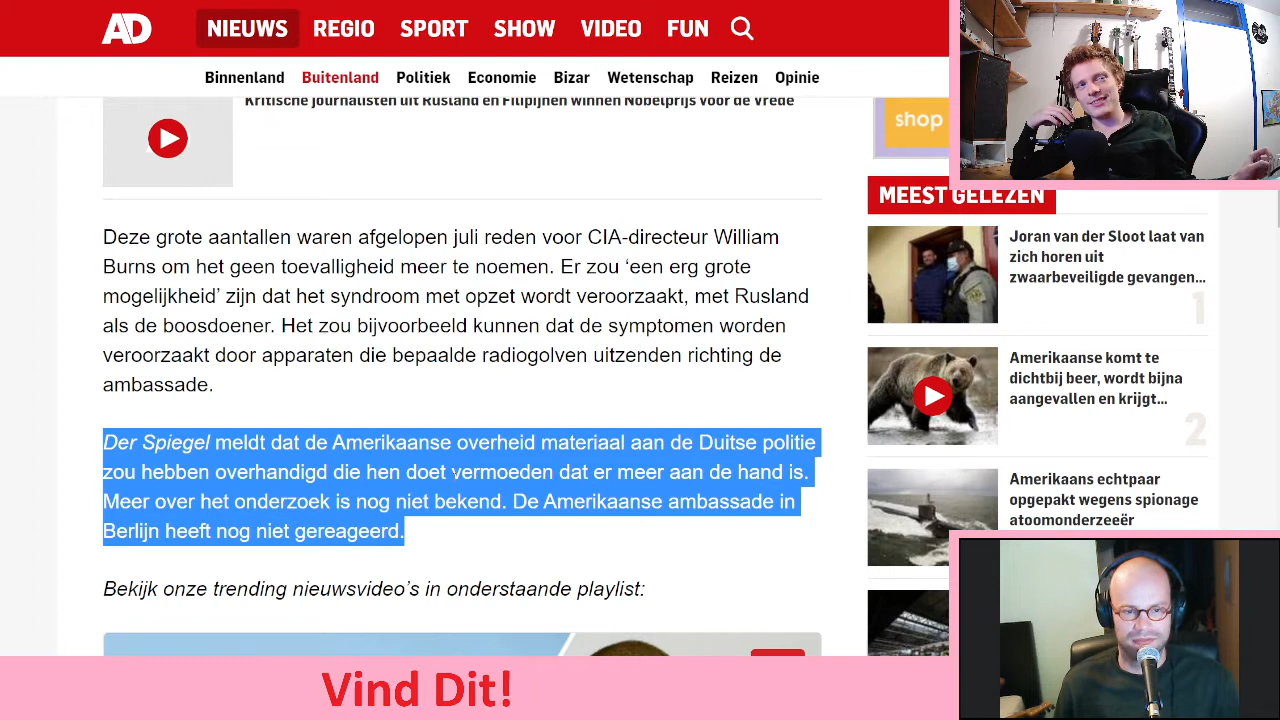 AD
NIEUWS REGIO SPORT SHOW VIDEO FUN
Binnenland Buitenland Politiek Economie Bizar Wetenschap Reizen Opinie
Kritische journalisten uit Rusland en Filipijnen winnen Nobelprijs voor de Vrede
shop
Deze grote aantallen waren afgelopen juli reden voor CIA-directeur William
Burns om het geen toevalligheid meer te noemen. Er zou ‘een erg grote
mogelijkheid’ zijn dat het syndroom met opzet wordt veroorzaakt, met Rusland
als de boosdoener. Het zou bijvoorbeeld kunnen dat de symptomen worden
veroorzaakt door apparaten die bepaalde radiogolven uitzenden richting de
ambassade.
Der Spiegel meldt dat de Amerikaanse overheid materiaal aan de Duitse politie
zou hebben overhandigd die hen doet vermoeden dat er meer aan de hand is.
Meer over het onderzoek is nog niet bekend. De Amerikaanse ambassade in
Berlijn heeft nog niet gereageerd.
Bekijk onze trending nieuwsvideo’s in onderstaande playlist:
MEEST GELEZEN
Joran van der Sloot laat van
zich horen uit
zwaarbeveiligde gevangen...
1
Amerikaanse komt te
dichtbij beer, wordt bijna
aangevallen en krijgt...
2
Amerikaans echtpaar
opgepakt wegens spionage
atoomonderzeeër
Vind Dit!